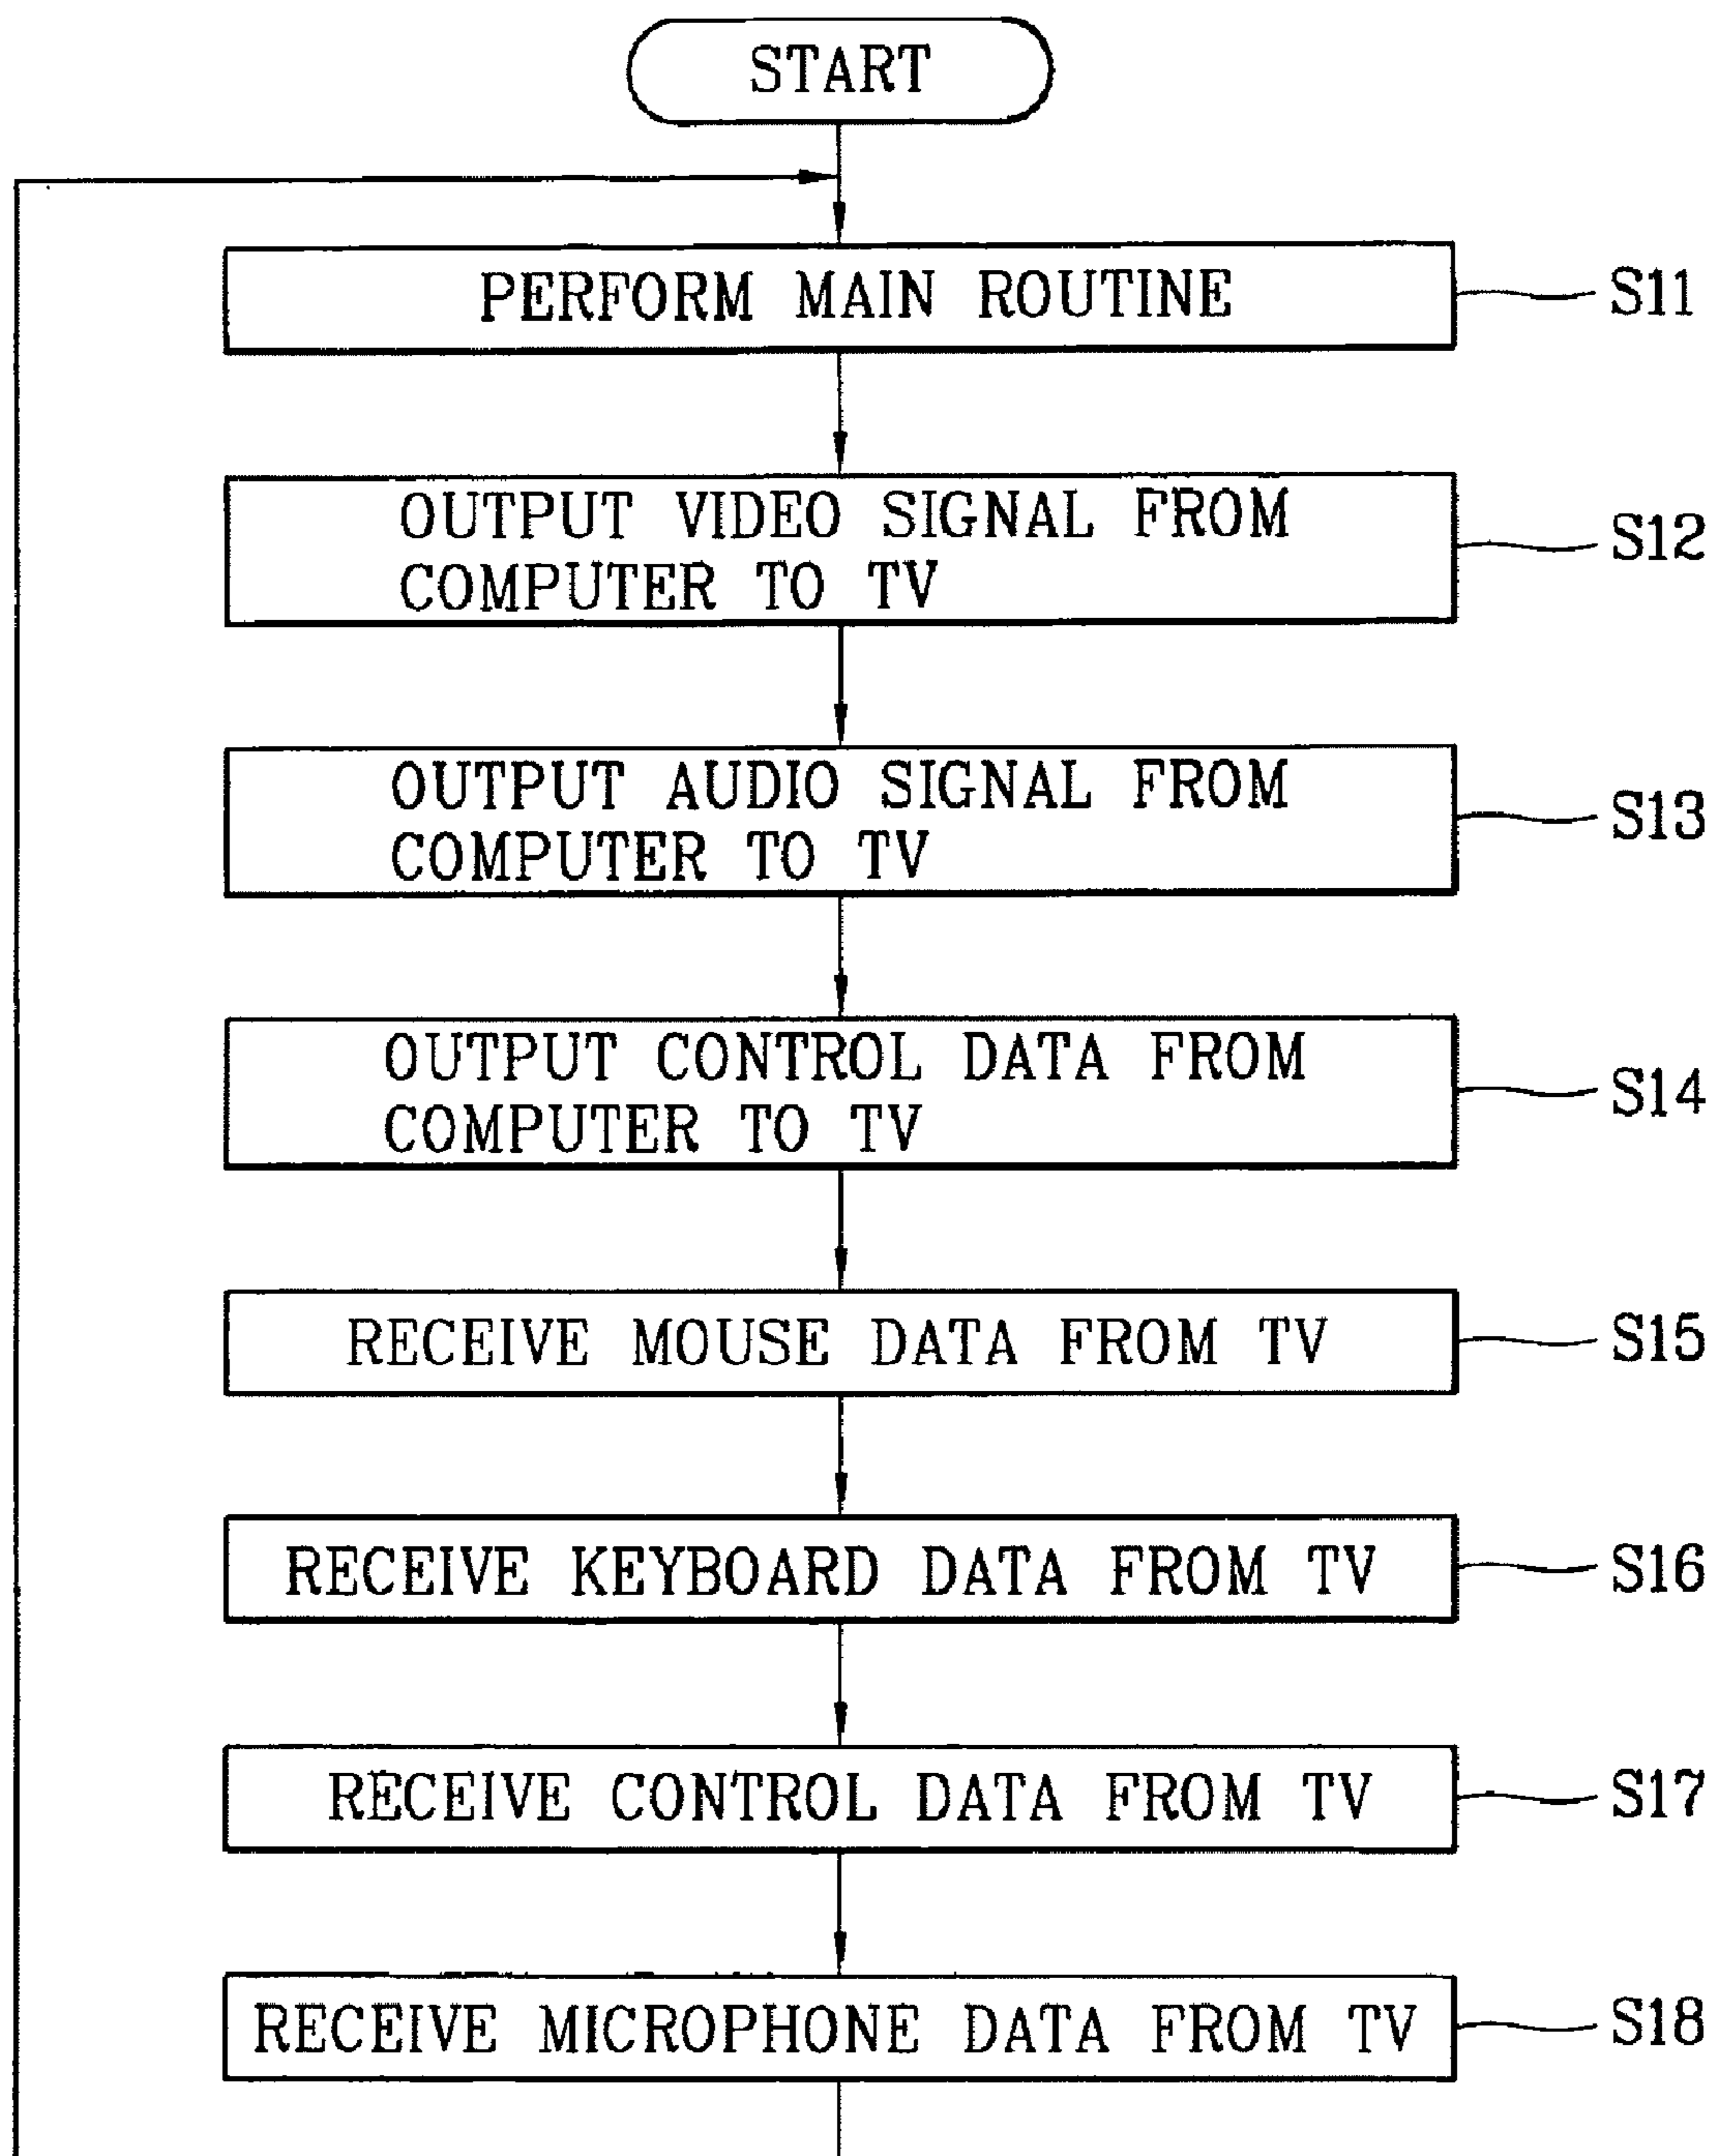 START
PERFORM MAIN ROUTINE
S11
OUTPUT VIDEO SIGNAL FROM
COMPUTER TO TV
S12
OUTPUT AUDIO SIGNAL FROM
COMPUTER TO TV
S13
OUTPUT CONTROL DATA FROM
COMPUTER TO TV
S14
RECEIVE MOUSE DATA FROM TV
S15
RECEIVE KEYBOARD DATA FROM TV
S16
RECEIVE CONTROL DATA FROM TV
S17
RECEIVE MICROPHONE DATA FROM TV
S18